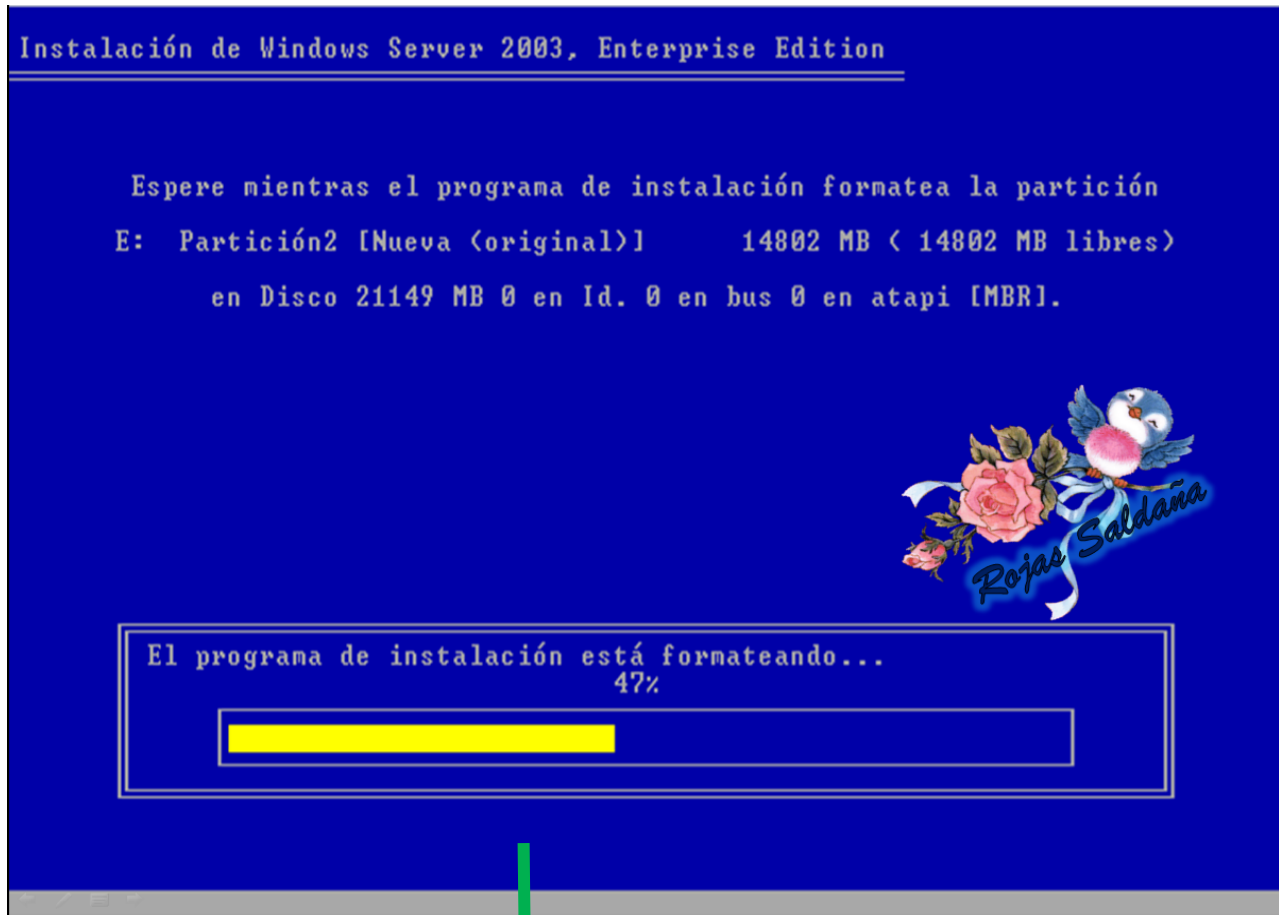 Instalación de Windows Server 2003, Enterprise Edition
Espere mientras el programa de instalación formatea la partición
E: Partición2 [Nueva (original)] 14802 MB ( 14802 MB libres)
en Disco 21149 MB 0 en Id. 0 en bus 0 en atapi [MBR].
Rojas Saldaña
El programa de instalación está formateando...
47%